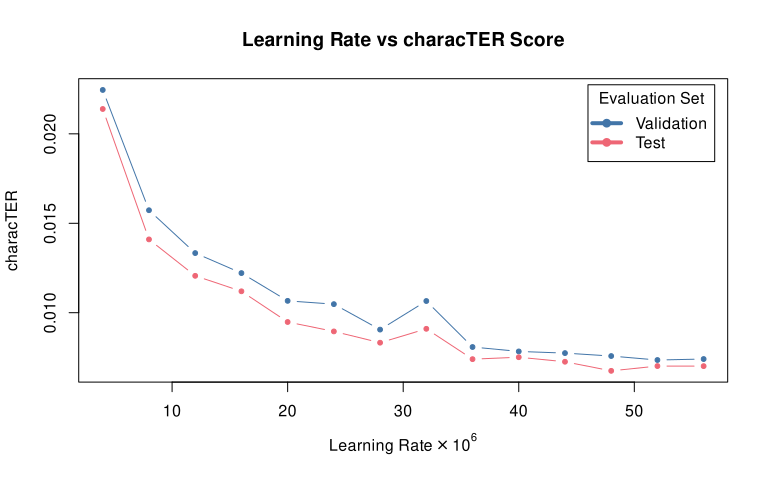 Learning Rate vs characTER Score
Evaluation Set
Validation
Test
characTER
0.020
0.015
0.010
10 20 30 40 50
Learning Rate × 10⁶